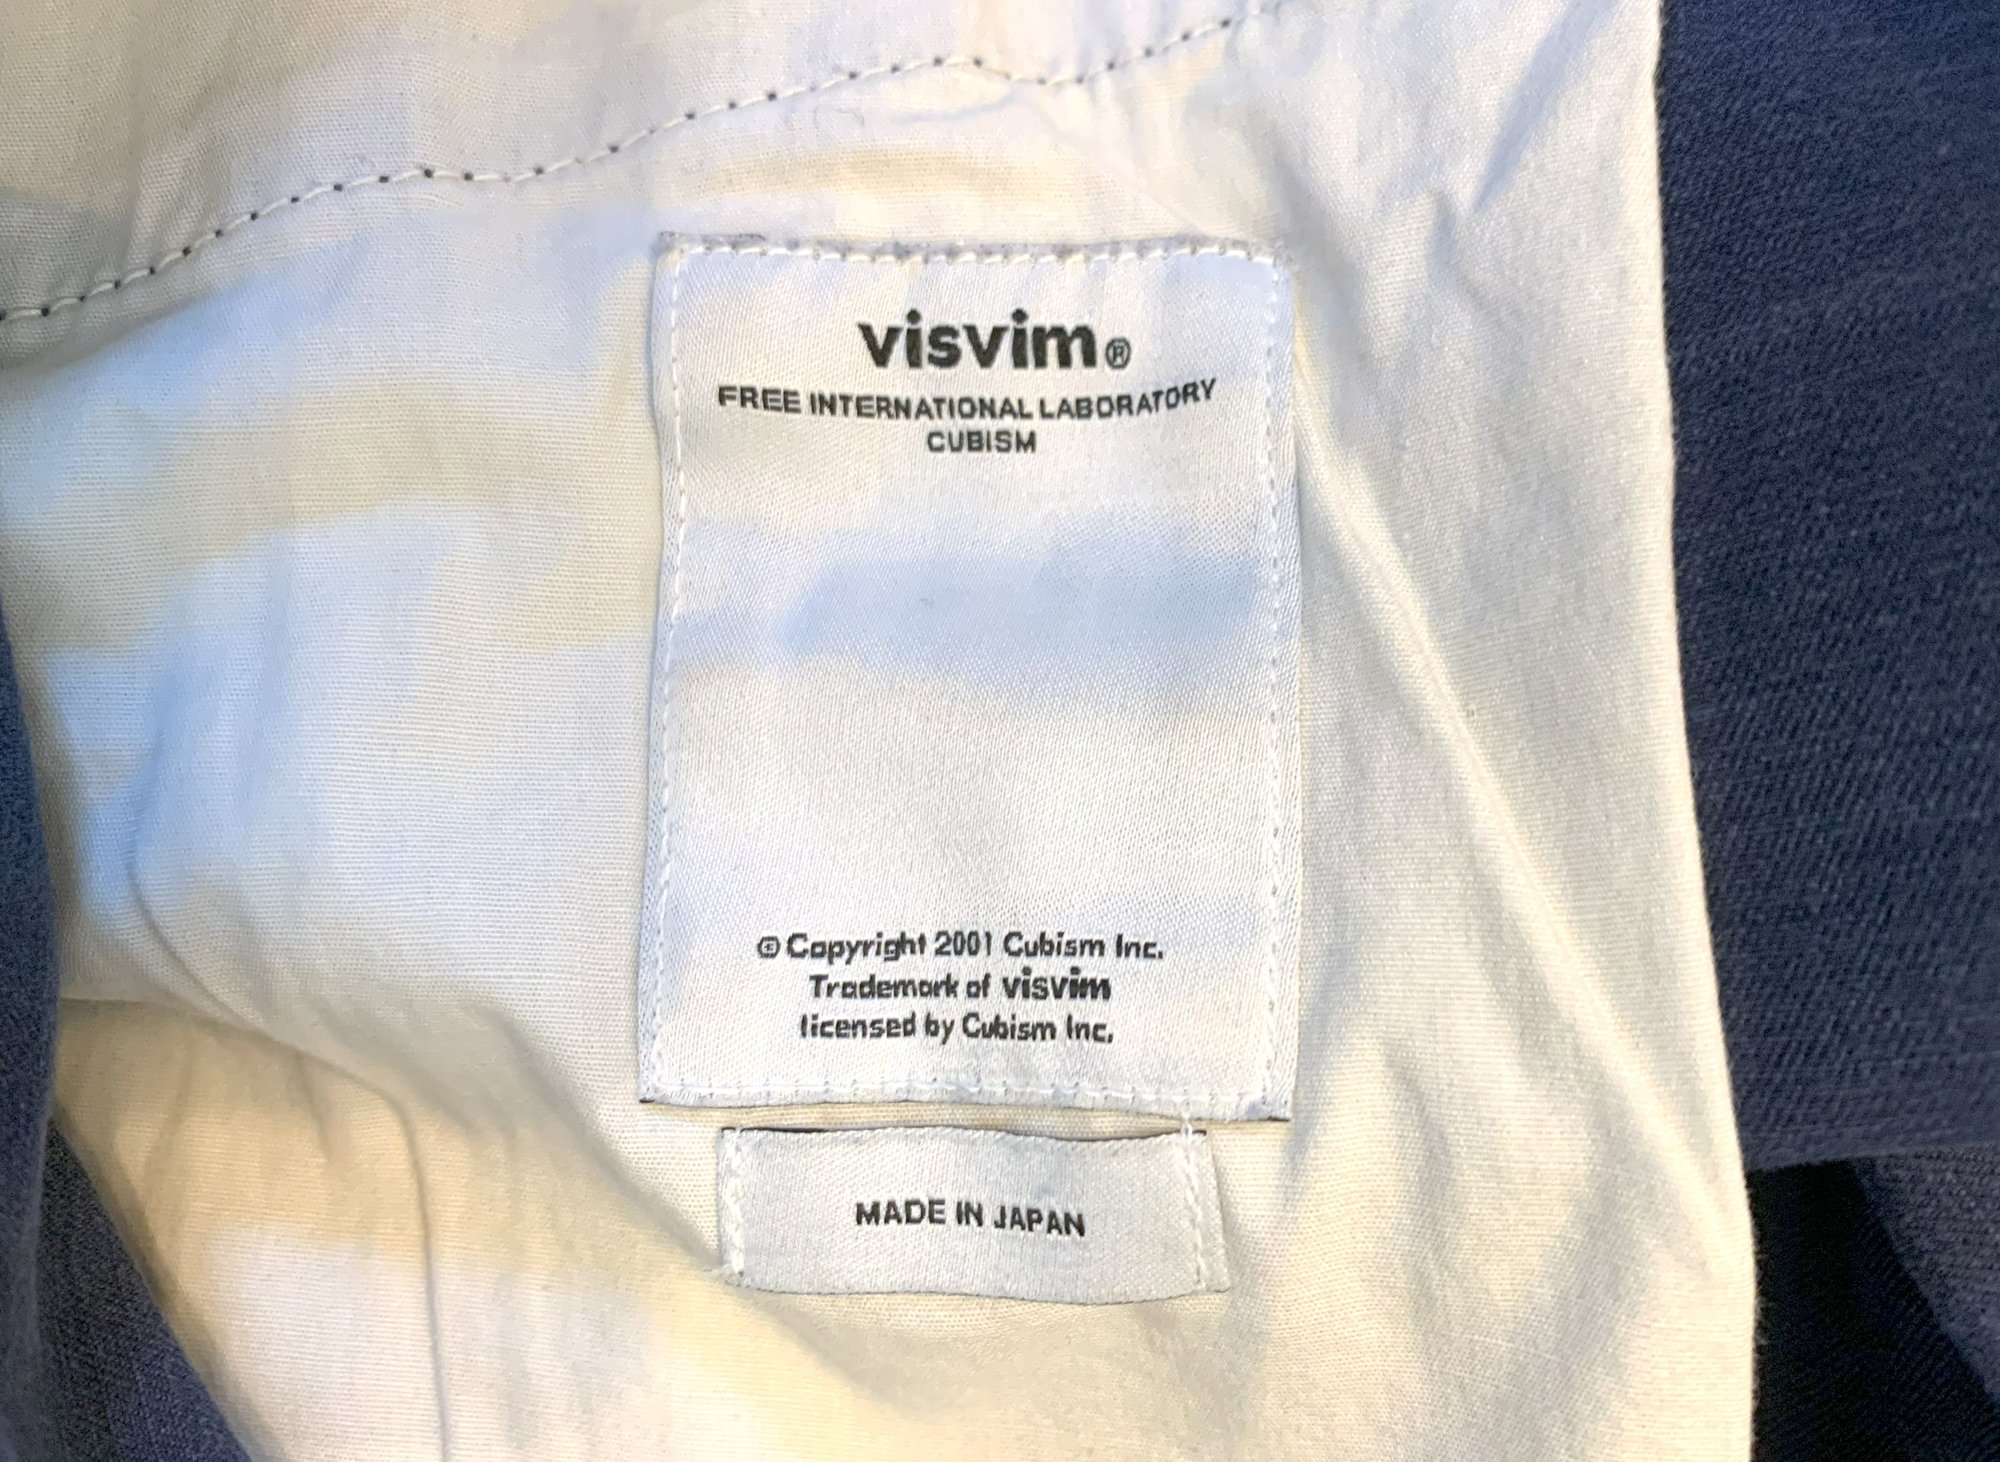 visvim®
FREE INTERNATIONAL LABORATORY
CUBISM
© Copyright 2001 Cubism Inc.
Trademark of visvim
licensed by Cubism Inc.
MADE IN JAPAN